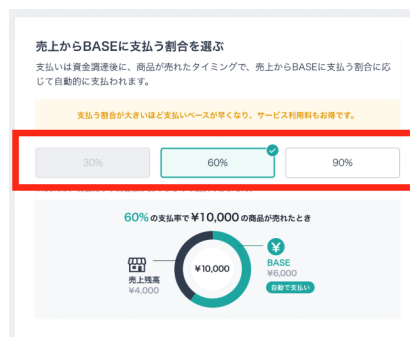 売上からBASEに支払う割合を選ぶ
支払いは資金調達後に、商品が売れたタイミングで、売上からBASEに支払う割合に応
じて自動的に支払われます。
支払う割合が大きいほど支払いペースが早くなり、サービス利用料もお得です。
30%
60%
90%
60%の支払率で¥10,000の商品が売れたとき
¥10,000
売上残高
¥4,000
BASE
¥6,000
自動で支払い